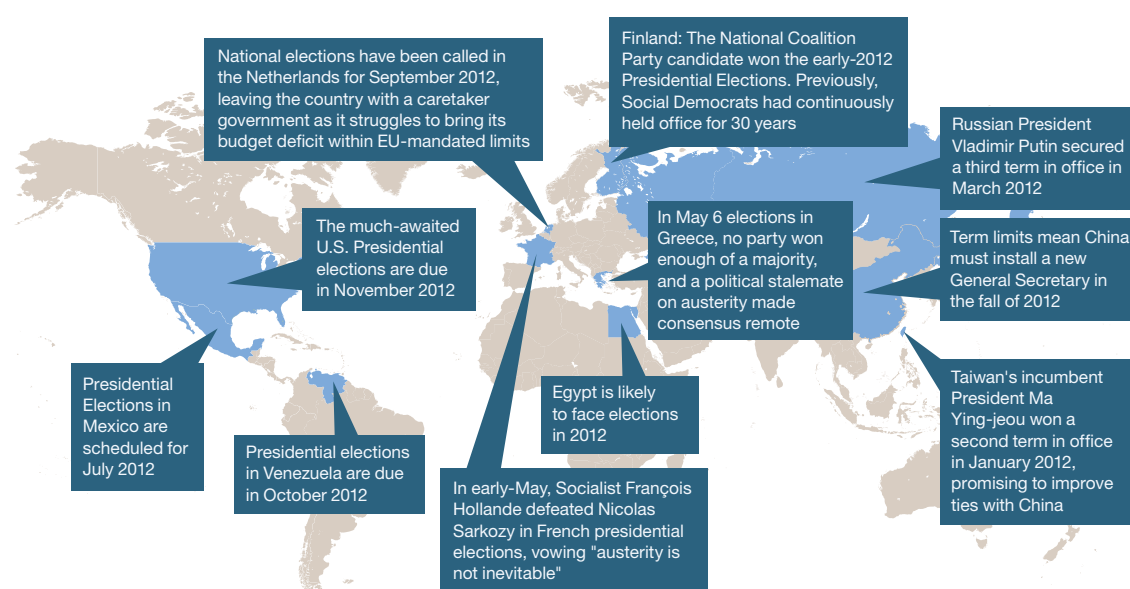 National elections have been called in
the Netherlands for September 2012,
leaving the country with a caretaker
government as it struggles to bring its
budget deficit within EU-mandated limits
Finland: The National Coalition
Party candidate won the early-2012
Presidential Elections. Previously,
Social Democrats had continuously
held office for 30 years
Russian President
Vladimir Putin secured
a third term in office in
March 2012
The much-awaited
U.S. Presidential
elections are due
in November 2012
In May 6 elections in
Greece, no party won
enough of a majority,
and a political stalemate
on austerity made
consensus remote
Term limits mean China
must install a new
General Secretary in
the fall of 2012
Presidential
Elections in
Mexico are
scheduled for
July 2012
Presidential elections
in Venezuela are due
in October 2012
Egypt is likely
to face elections
in 2012
In early-May, Socialist François
Hollande defeated Nicolas
Sarkozy in French presidential
elections, vowing "austerity is
not inevitable"
Taiwan's incumbent
President Ma
Ying-jeou won a
second term in office
in January 2012,
promising to improve
ties with China